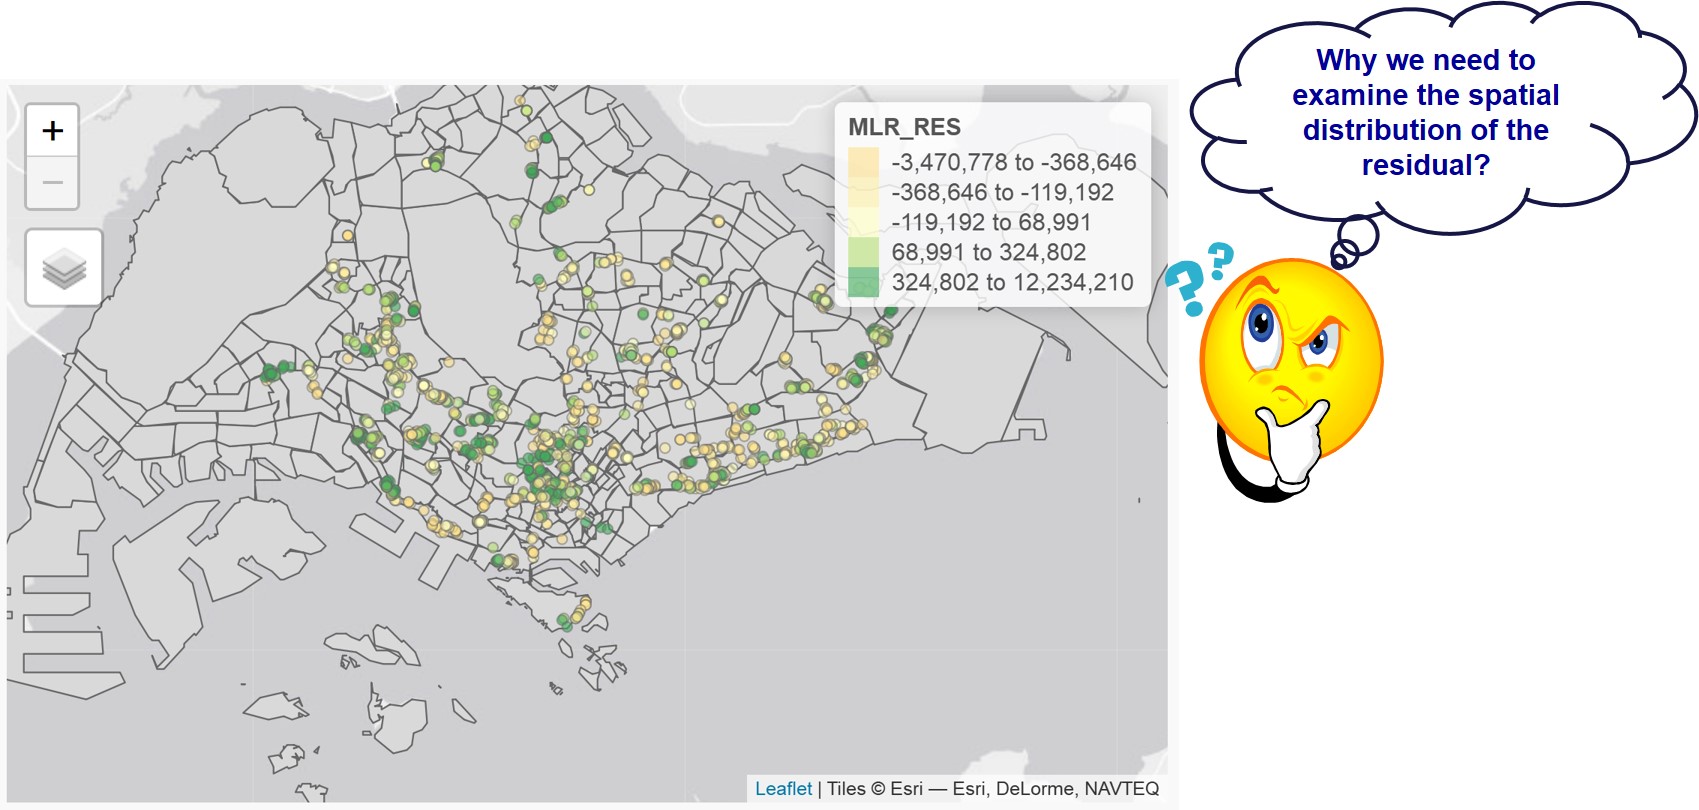 Why we need to
examine the spatial
distribution of the
residual?
+
−
MLR_RES
-3,470,778 to -368,646
-368,646 to -119,192
-119,192 to 68,991
68,991 to 324,802
324,802 to 12,234,210
? ?
Leaflet | Tiles © Esri — Esri, DeLorme, NAVTEQ